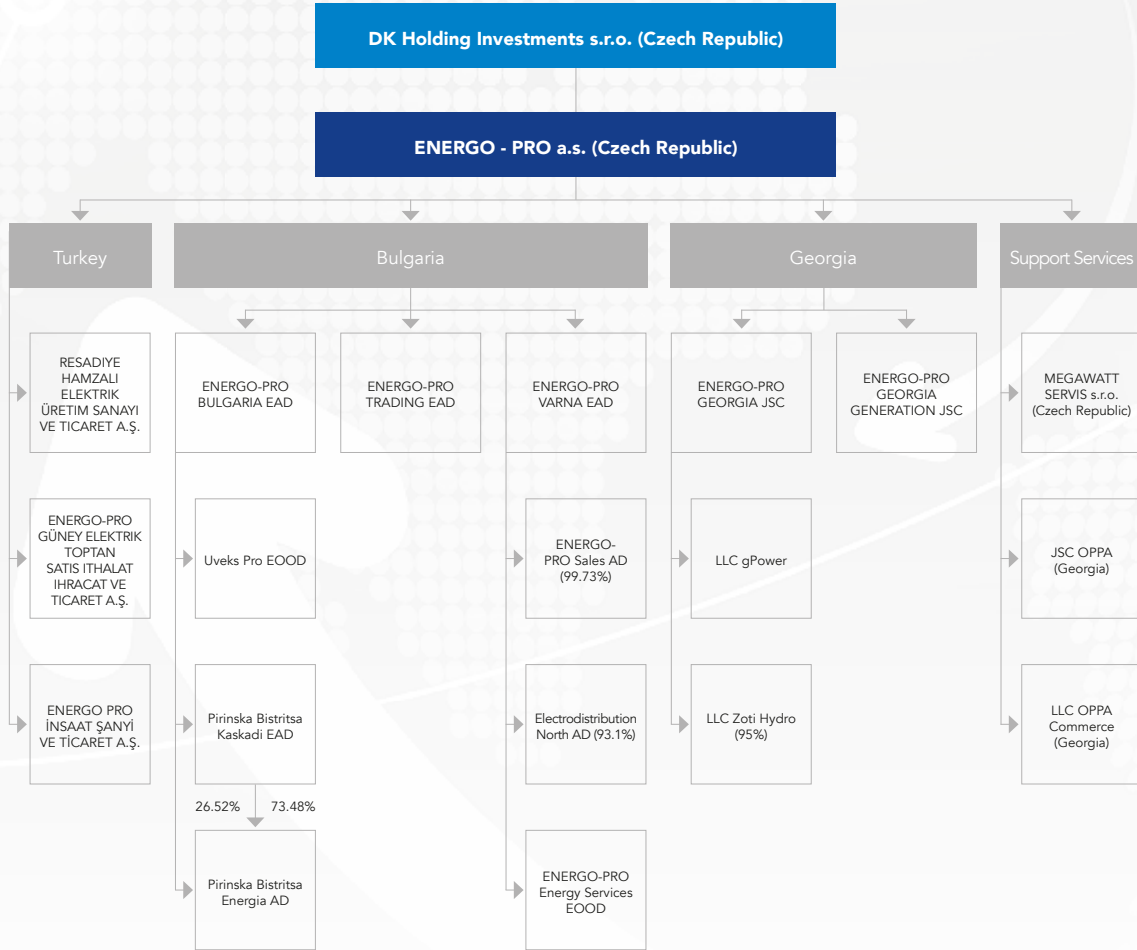 DK Holding Investments s.r.o. (Czech Republic)
ENERGO - PRO a.s. (Czech Republic)
Turkey
Bulgaria
Georgia
Support Services
RESADIYE
HAMZALI
ELEKTRIK
ÜRETIM SANAYI
VE TICARET A.Ş.
ENERGO-PRO
BULGARIA EAD
ENERGO-PRO
TRADING EAD
ENERGO-PRO
VARNA EAD
ENERGO-PRO
GEORGIA JSC
ENERGO-PRO
GEORGIA
GENERATION JSC
MEGAWATT
SERVIS s.r.o.
(Czech Republic)
ENERGO-PRO
GÜNEY ELEKTRIK
TOPTAN
SATIS ITHALAT
IHRACAT VE
TICARET A.Ş.
Uveks Pro EOOD
ENERGO-
PRO Sales AD
(99.73%)
LLC gPower
JSC OPPA
(Georgia)
ENERGO PRO
İNSAAT ŞANYİ
VE TİCARET A.Ş.
Pirinska Bistritsa
Kaskadi EAD
Electrodistribution
North AD (93.1%)
LLC Zoti Hydro
(95%)
LLC OPPA
Commerce
(Georgia)
26.52% 73.48%
Pirinska Bistritsa
Energia AD
ENERGO-PRO
Energy Services
EOOD